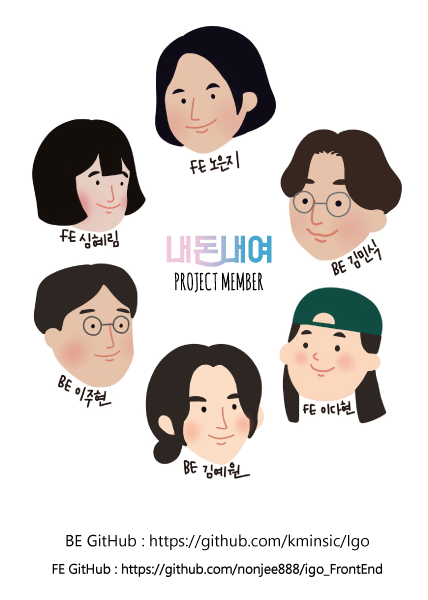 FE 노은지
FE 심혜림
BE 김민식
내돈내여
PROJECT MEMBER
BE 이주현
FE 이다현
BE 김예원
BE GitHub : https://github.com/kminsic/Igo
FE GitHub : https://github.com/nonjee888/igo_FrontEnd